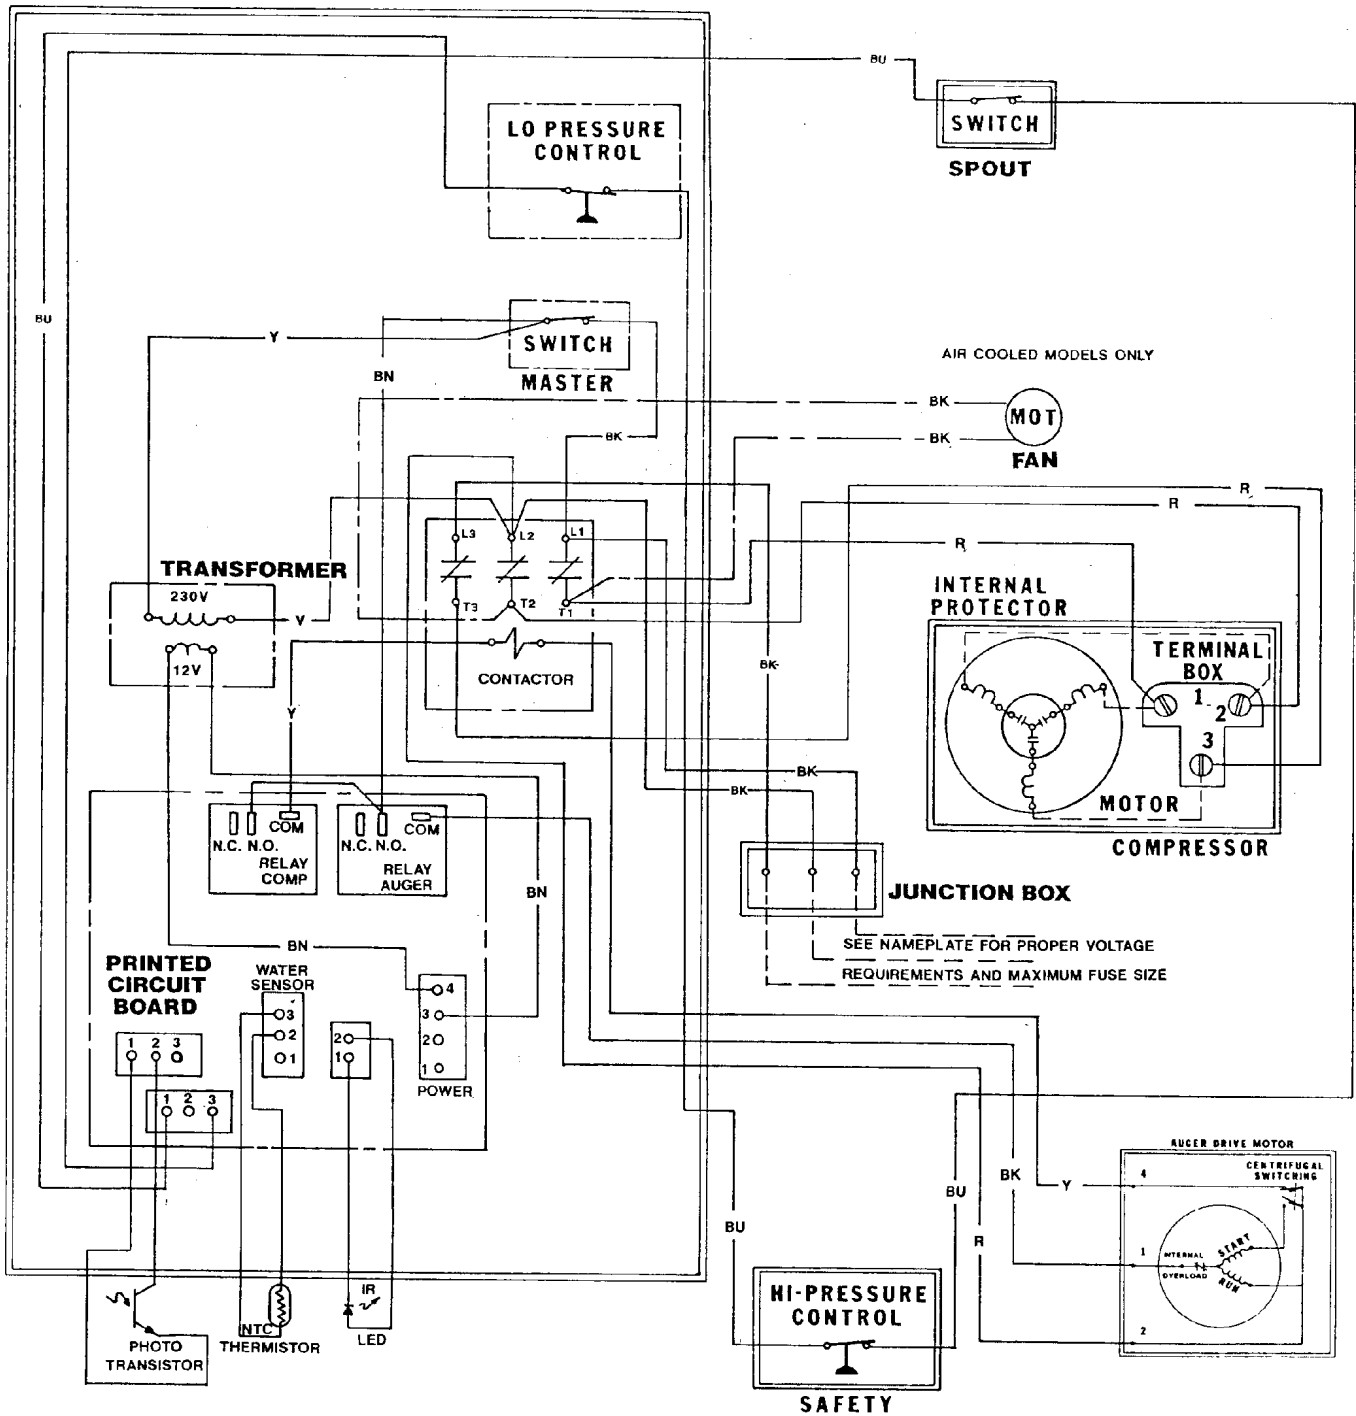 BU
SWITCH
SPOUT
LO PRESSURE
CONTROL
BU
Y
SWITCH
MASTER
BN
AIR COOLED MODELS ONLY
BK
MOT
BK
FAN
BK
R
R
R
L3
L2
L1
TRANSFORMER
230V
Y
12V
T3
T2
T1
CONTACTOR
INTERNAL
PROTECTOR
TERMINAL
BOX
1
2
3
MOTOR
COMPRESSOR
BK
Y
BK
BK
COM
N.C. N.O.
RELAY
COMP
COM
N.C. N.O.
RELAY
AUGER
BN
JUNCTION BOX
SEE NAMEPLATE FOR PROPER VOLTAGE
REQUIREMENTS AND MAXIMUM FUSE SIZE
BN
PRINTED
CIRCUIT
BOARD
WATER
SENSOR
3
2
1
2
1
4
3
2
1
POWER
1 2 3
1 2 3
AUGER DRIVE MOTOR
CENTRIFUGAL
SWITCHING
4
1
2
INTERNAL
OVERLOAD
START
RUN
Y
BK
R
BU
BU
HI-PRESSURE
CONTROL
SAFETY
PHOTO
TRANSISTOR
NTC
THERMISTOR
IR
LED